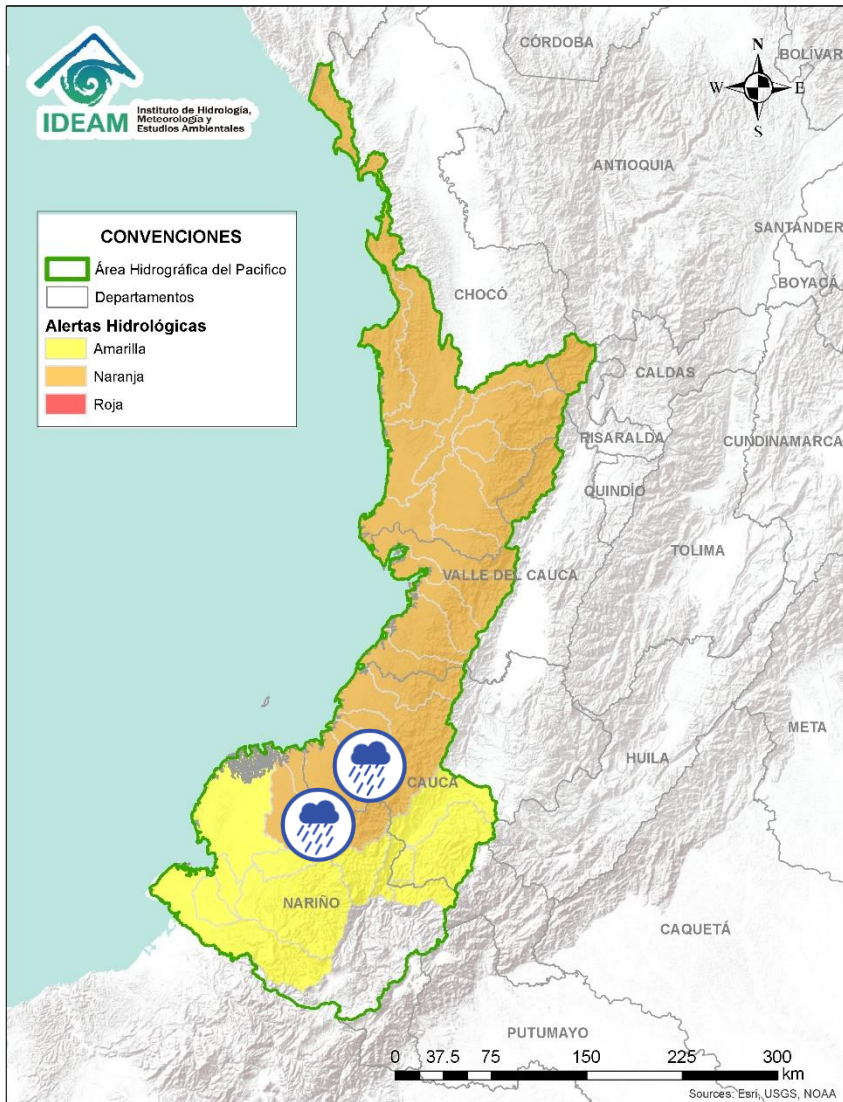 IDEAM
Instituto de Hidrología,
Meteorología y
Estudios Ambientales
CONVENCIONES
Área Hidrográfica del Pacifico
Departamentos
Alertas Hidrológicas
Amarilla
Naranja
Roja
N
W
E
S
CÓRDOBA
BOLÍVAR
ANTIOQUIA
SANTANDER
BOYACÁ
CHOCÓ
CALDAS
RISARALDA
CUNDINAMARCA
QUINDÍO
TOLIMA
VALLE DEL CAUCA
META
HUILA
CAUCA
NARIÑO
CAQUETÁ
PUTUMAYO
0 37.5 75 150 225 300
km
Sources: Esri, USGS, NOAA